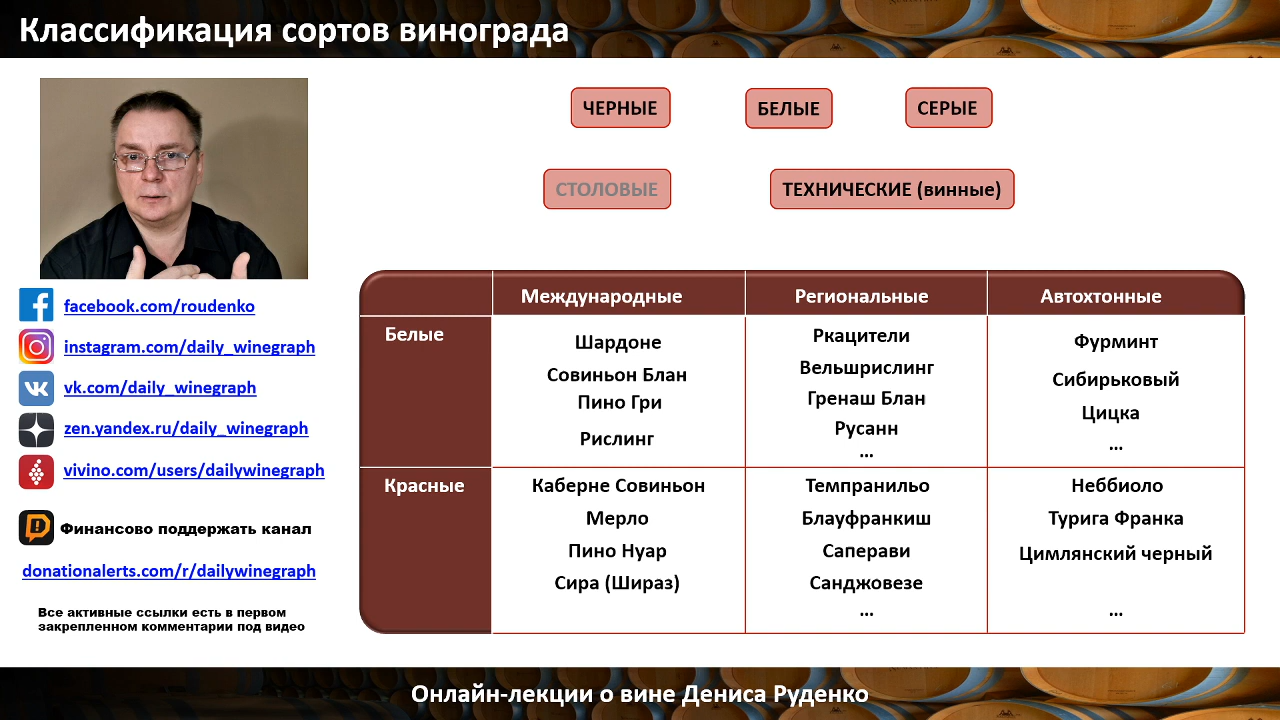 Классификация сортов винограда
ЧЕРНЫЕ
БЕЛЫЕ
СЕРЫЕ
СТОЛОВЫЕ
ТЕХНИЧЕСКИЕ (винные)
facebook.com/roudenko
instagram.com/daily_winegraph
vk.com/daily_winegraph
zen.yandex.ru/daily_winegraph
vivino.com/users/dailywinegraph
Финансово поддержать канал
donationalerts.com/r/dailywinegraph
Все активные ссылки есть в первом
закрепленном комментарии под видео
Международные
Региональные
Автохтонные
Белые
Шардоне
Совиньон Блан
Пино Гри
Рислинг
Ркацители
Вельшрислинг
Гренаш Блан
Русанн
...
Фурминт
Сибирьковый
Цицка
...
Красные
Каберне Совиньон
Мерло
Пино Нуар
Сира (Шираз)
Темпранильо
Блауфранкиш
Саперави
Санджовезе
...
Неббиоло
Турига Франка
Цимлянский черный
...
Онлайн-лекции о вине Дениса Руденко